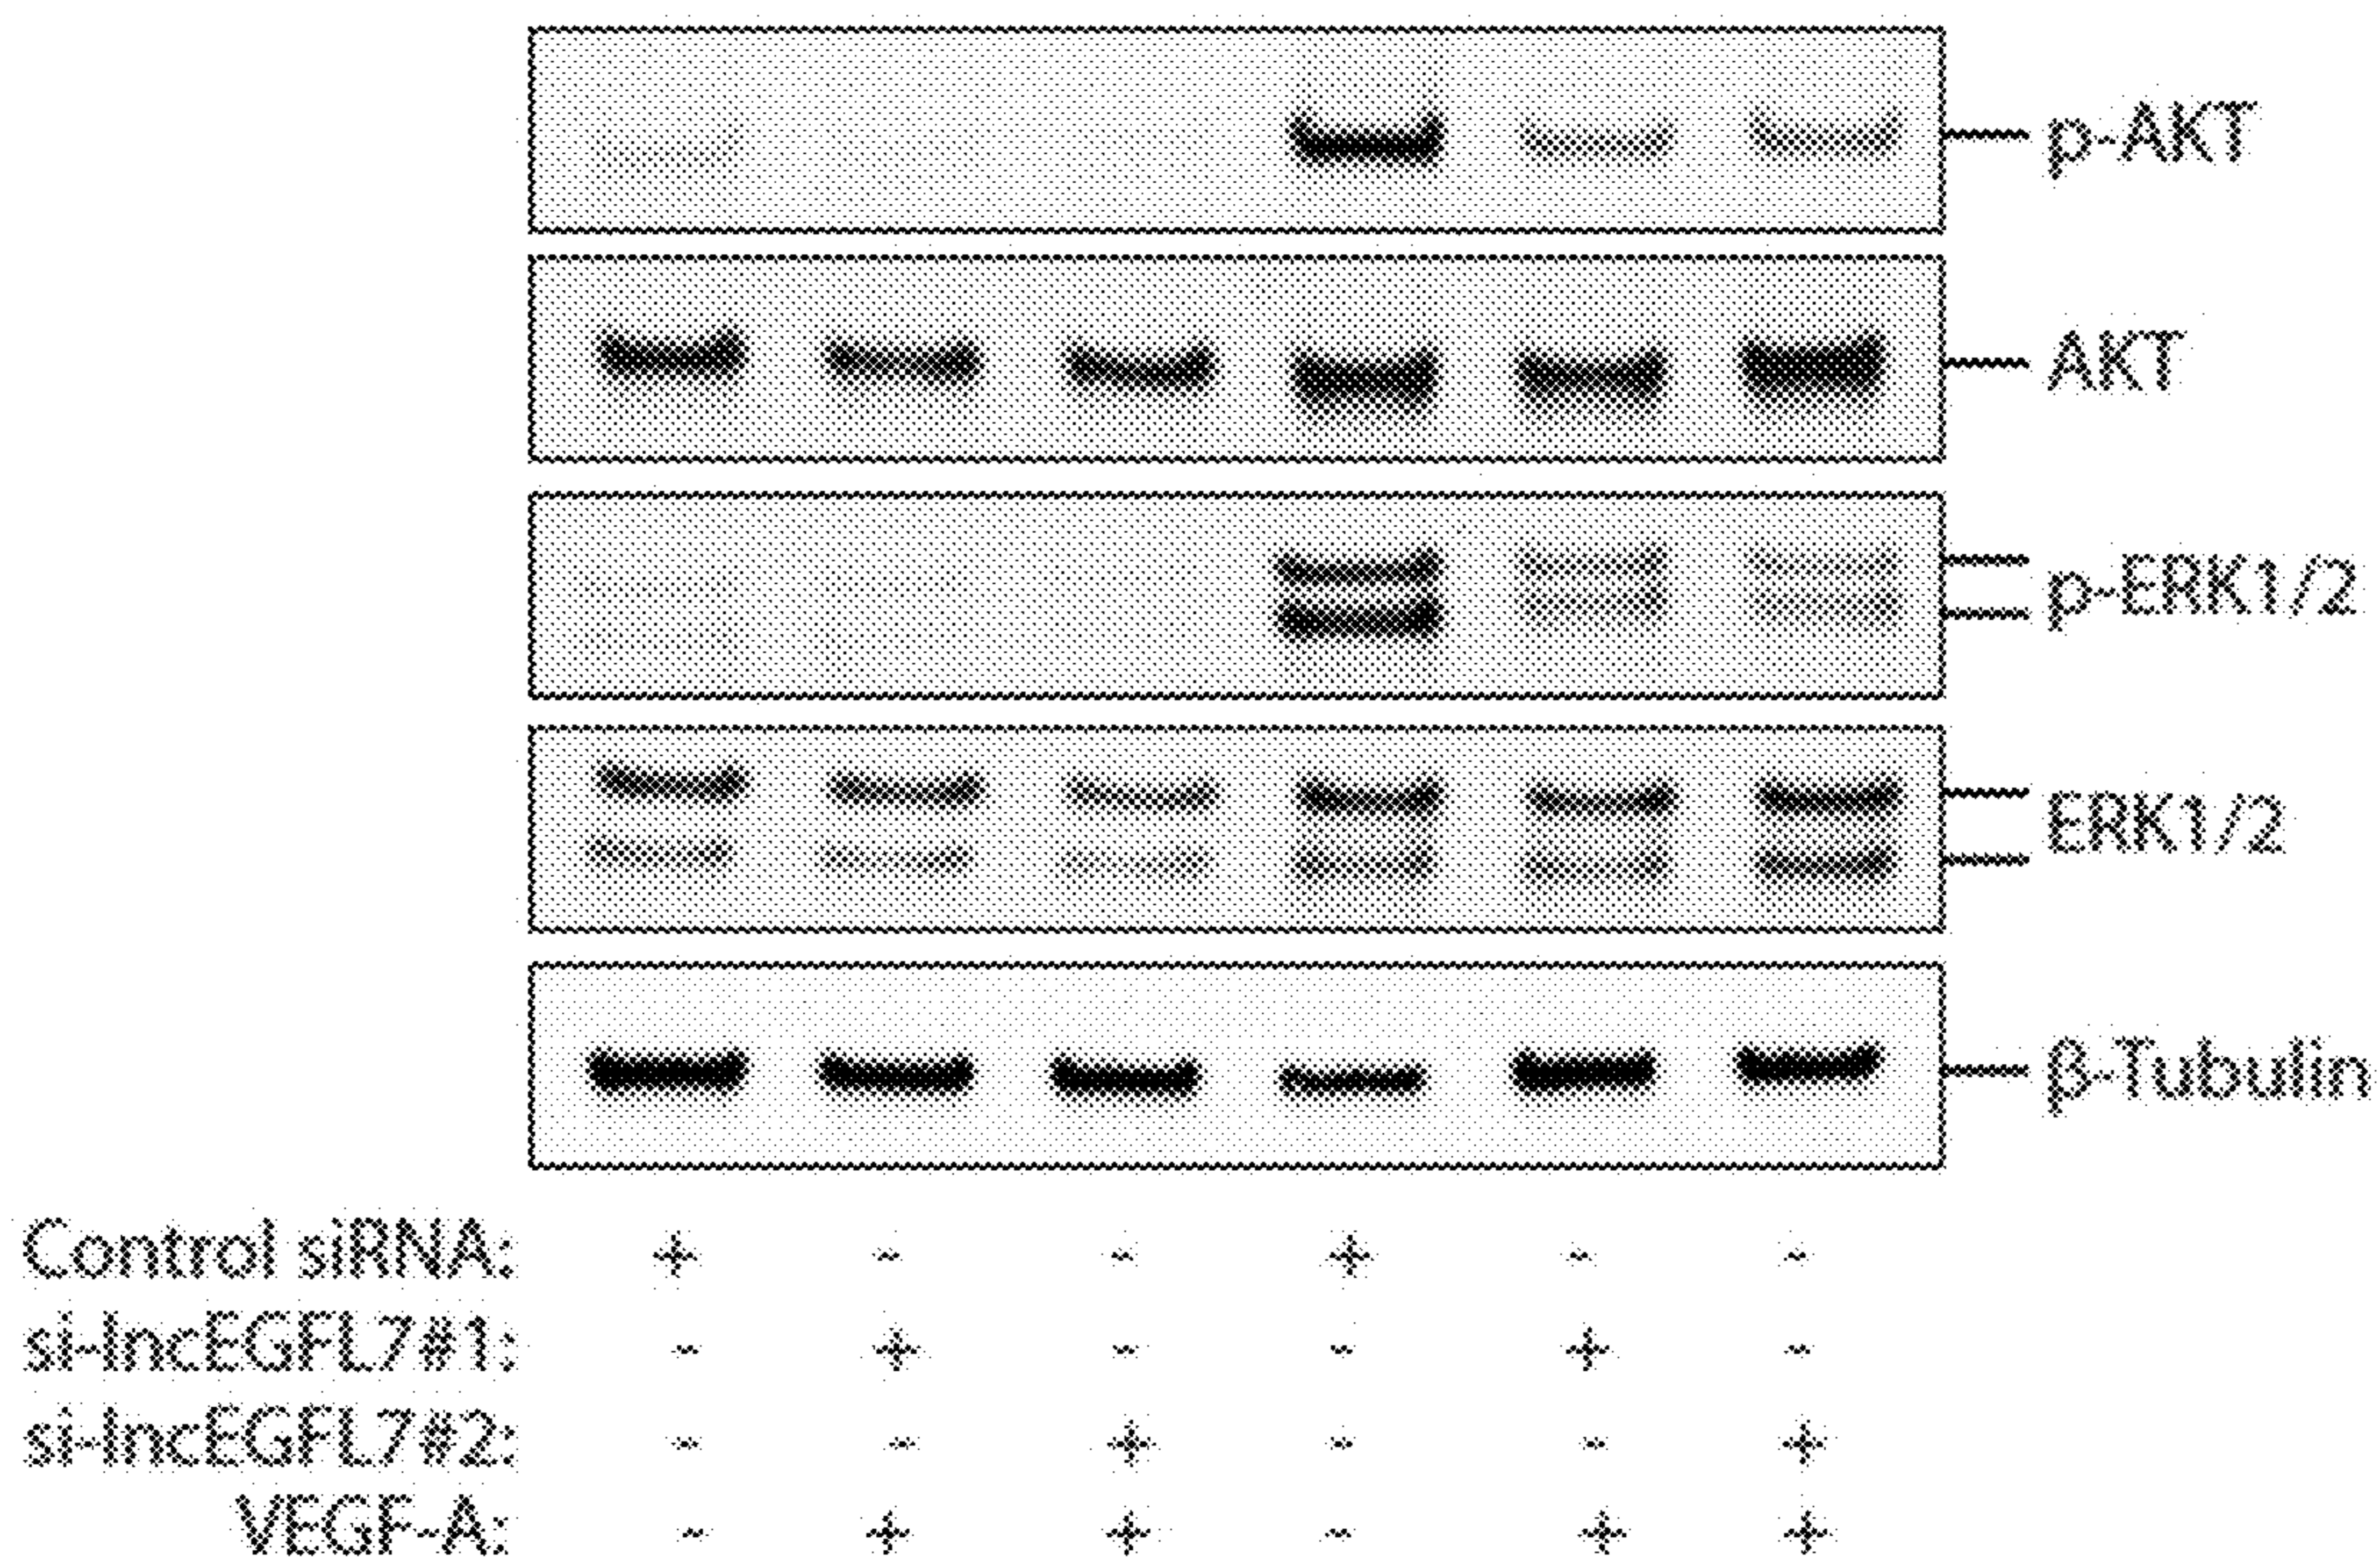 p-AKT
AKT
p-ERK1/2
ERK1/2
β-Tubulin
Control siRNA: + - - + - -
si-lncEGFL7#1: - + - - + -
si-lncEGFL7#2: - - + - - +
VEGF-A: - + + - + +